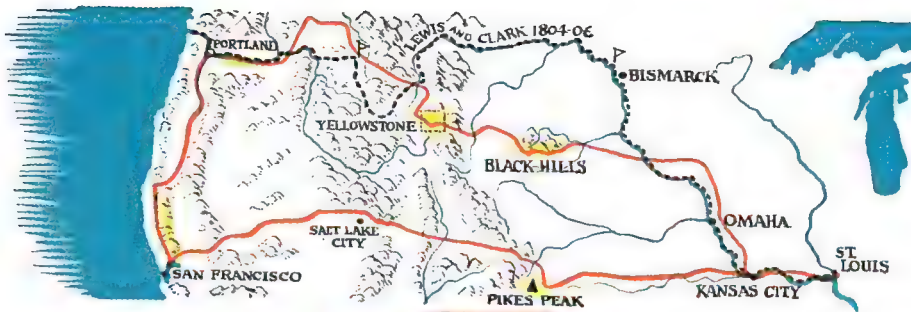 LEWIS AND CLARK 1804-06
PORTLAND
BISMARCK
YELLOWSTONE
BLACK HILLS
OMAHA
SALT LAKE
CITY
SAN FRANCISCO
PIKES PEAK
KANSAS CITY
ST.
LOUIS